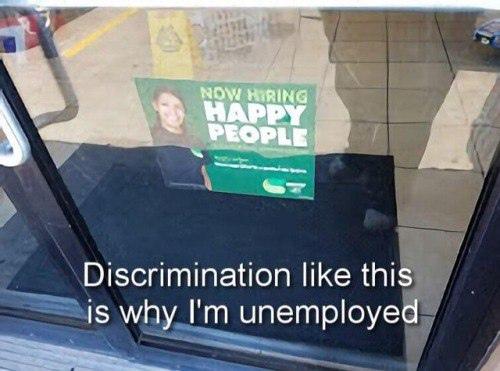 NOW HIRING
HAPPY
PEOPLE
Discrimination like this
is why I'm unemployed